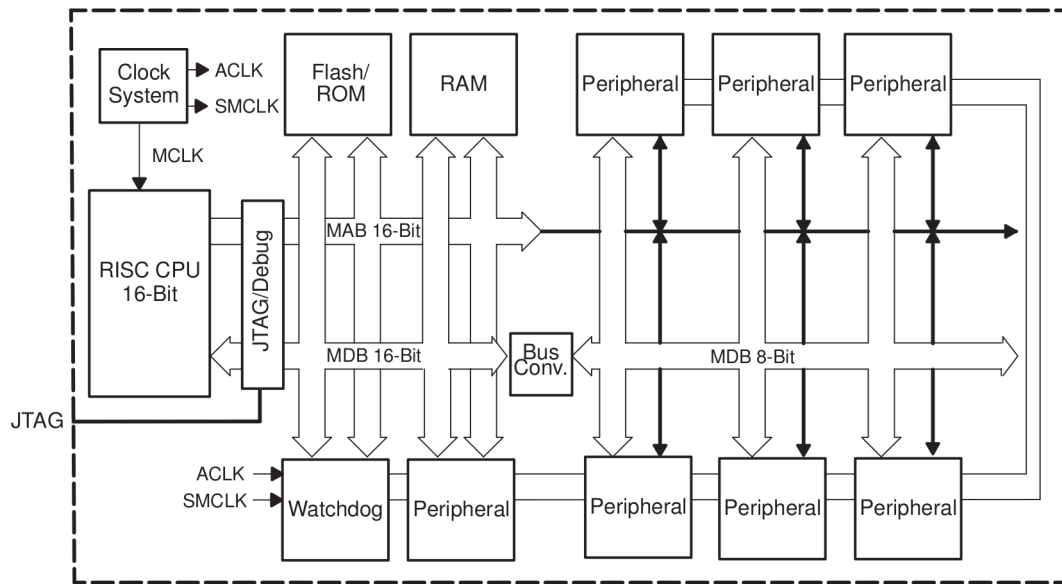 Clock
System
ACLK
SMCLK
MCLK
Flash/
ROM
RAM
Peripheral
Peripheral
Peripheral
RISC CPU
16-Bit
JTAG/Debug
MAB 16-Bit
MDB 16-Bit
Bus
Conv.
MDB 8-Bit
JTAG
ACLK
SMCLK
Watchdog
Peripheral
Peripheral
Peripheral
Peripheral